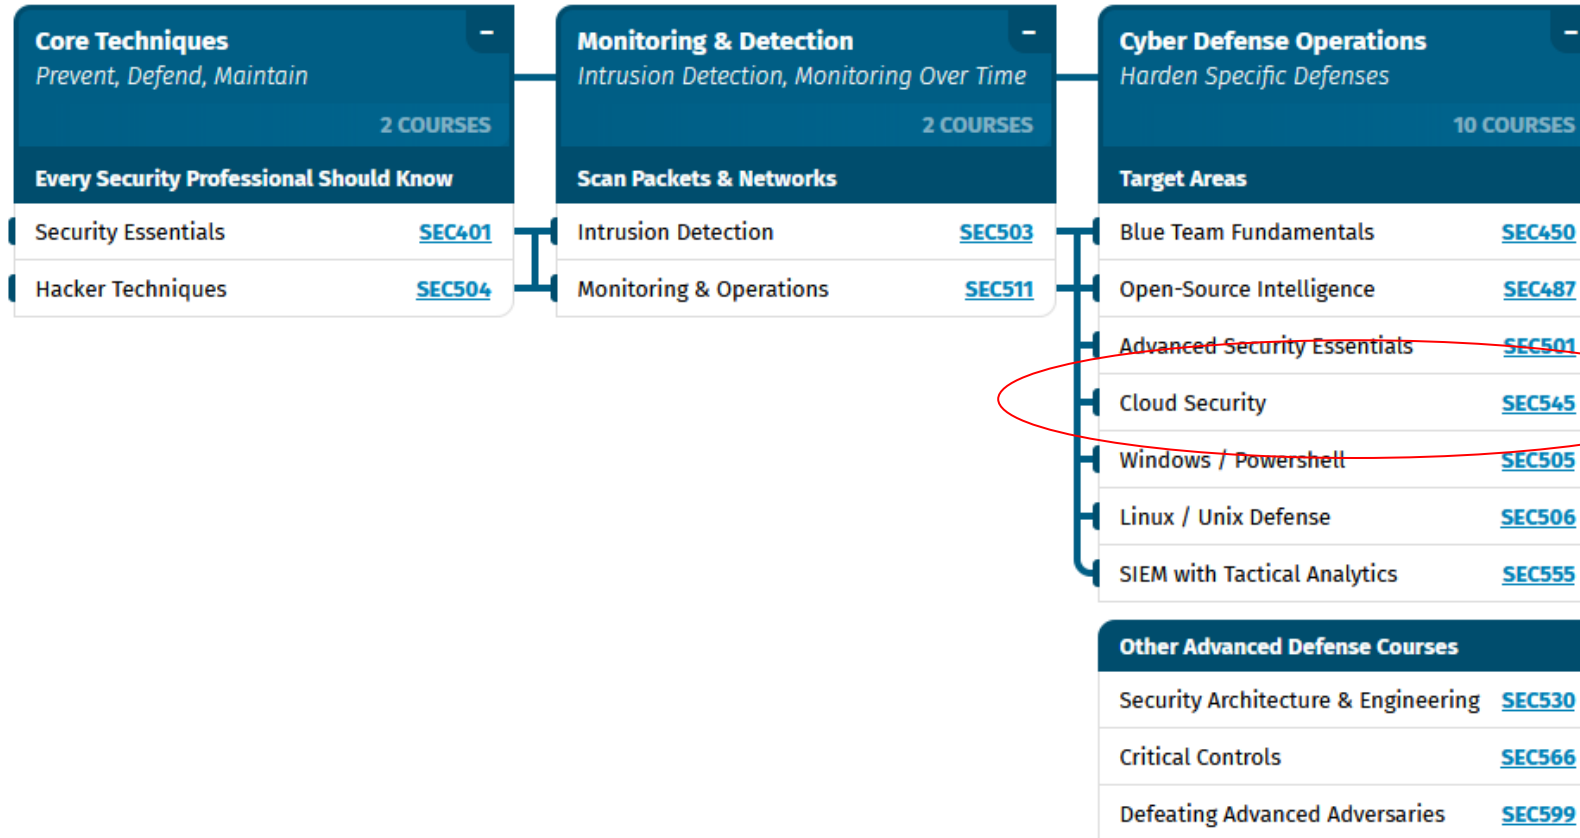 Core Techniques
–
Prevent, Defend, Maintain
2 COURSES
Every Security Professional Should Know
Security Essentials SEC401
Hacker Techniques SEC504
Monitoring & Detection
–
Intrusion Detection, Monitoring Over Time
2 COURSES
Scan Packets & Networks
Intrusion Detection SEC503
Monitoring & Operations SEC511
Cyber Defense Operations
–
Harden Specific Defenses
10 COURSES
Target Areas
Blue Team Fundamentals SEC450
Open-Source Intelligence SEC487
Advanced Security Essentials SEC501
Cloud Security SEC545
Windows / Powershell SEC505
Linux / Unix Defense SEC506
SIEM with Tactical Analytics SEC555
Other Advanced Defense Courses
Security Architecture & Engineering SEC530
Critical Controls SEC566
Defeating Advanced Adversaries SEC599